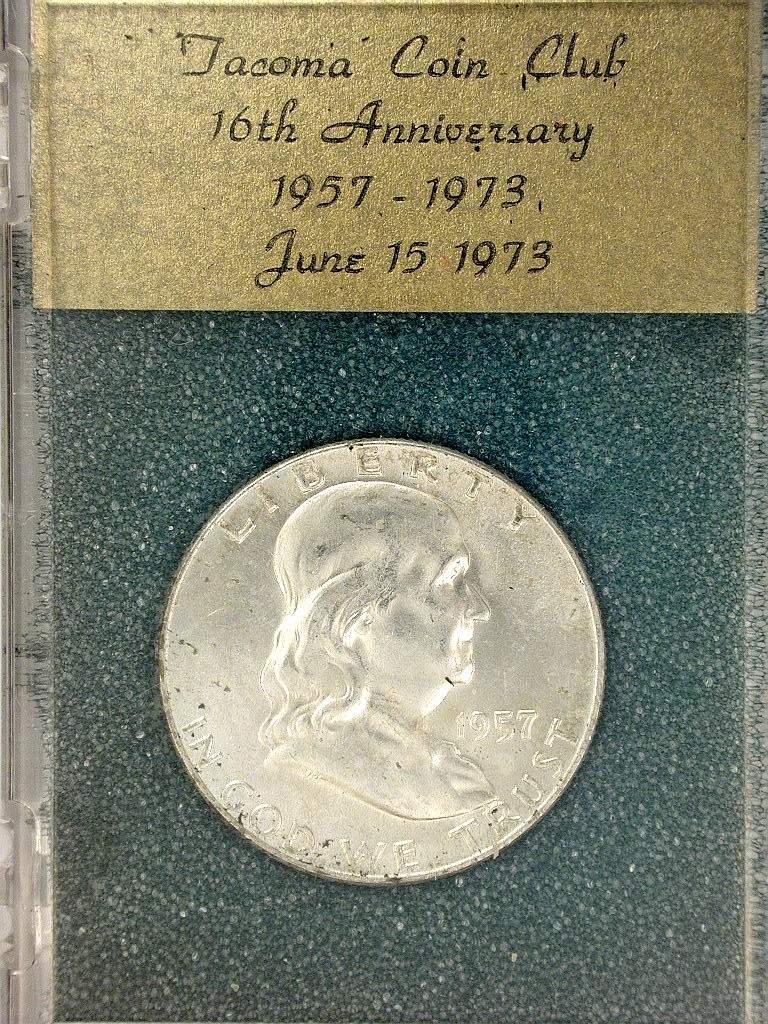 Tacoma Coin Club
16th Anniversary
1957 - 1973
June 15 1973
LIBERTY
1957
IN GOD WE TRUST